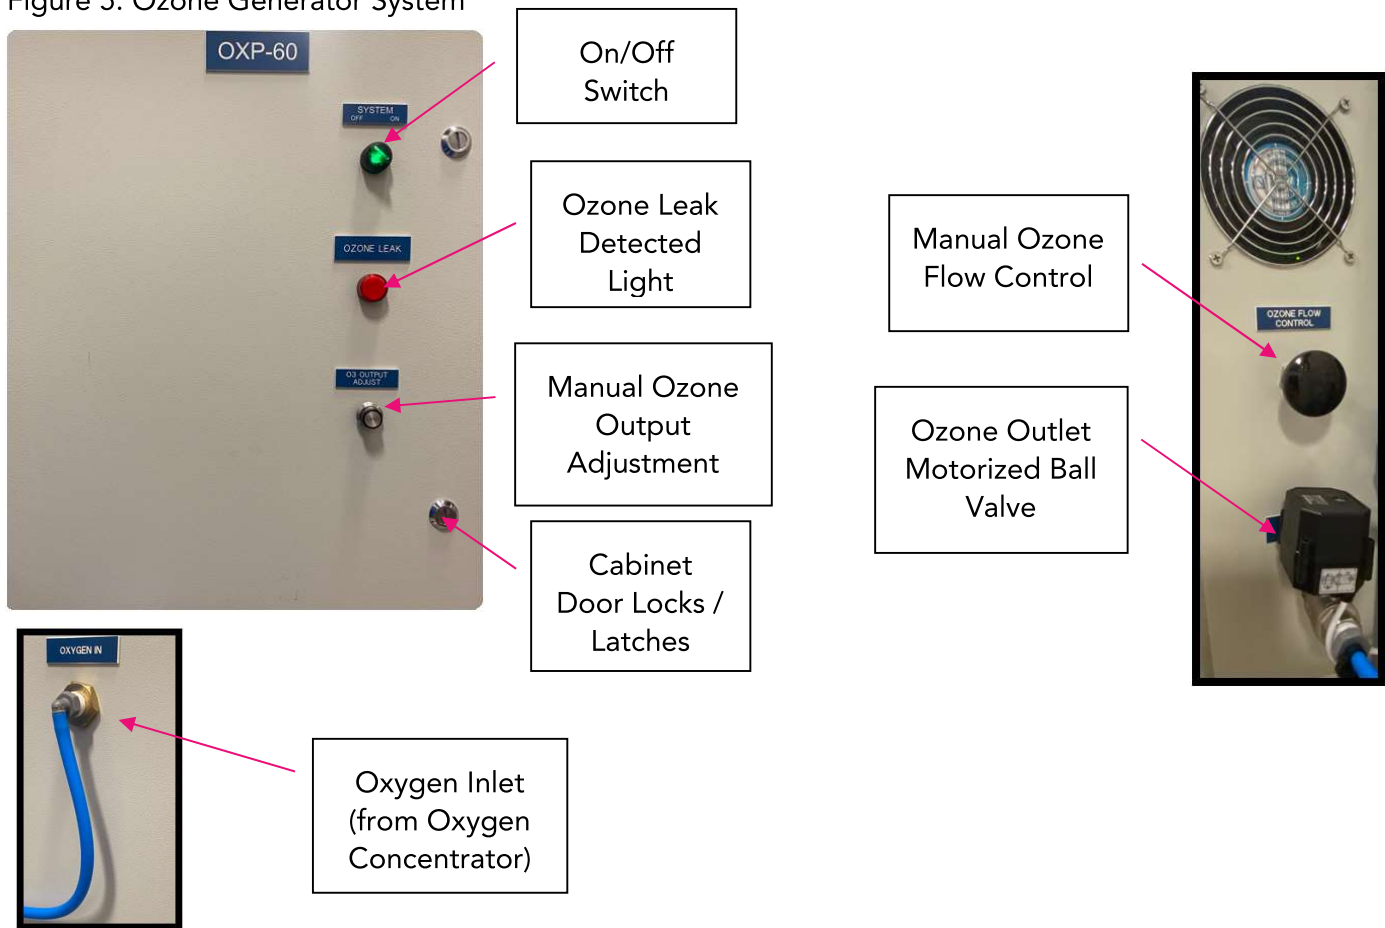 Figure 5: Ozone Generator System
OXP-60
On/Off
Switch
SYSTEM
OFF ON
Ozone Leak
Detected
Light
OZONE LEAK
Manual Ozone
Output
Adjustment
O3 OUTPUT
ADJUST
Cabinet
Door Locks /
Latches
Manual Ozone
Flow Control
OZONE FLOW
CONTROL
Ozone Outlet
Motorized Ball
Valve
OXYGEN IN
Oxygen Inlet
(from Oxygen
Concentrator)